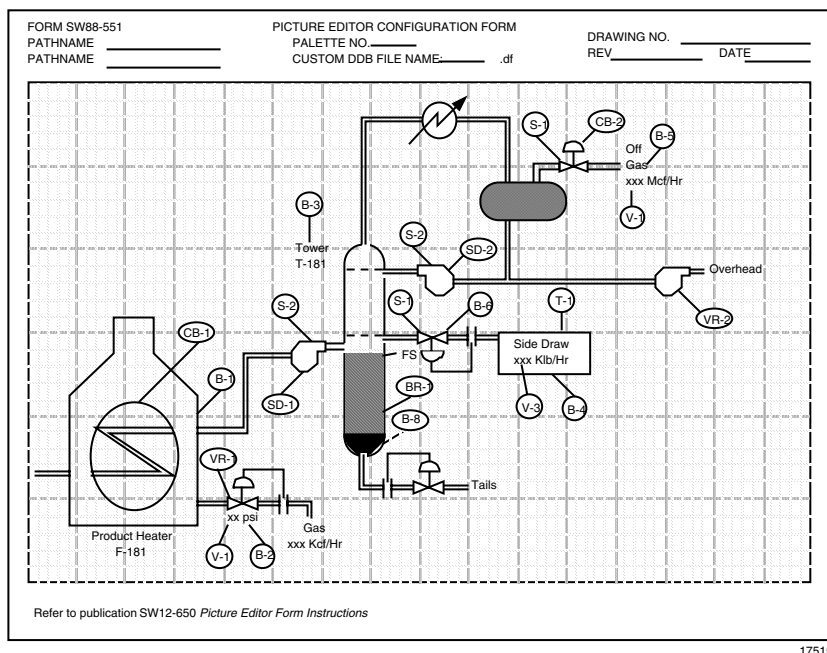 FORM SW88-551
PICTURE EDITOR CONFIGURATION FORM
PATHNAME
PALETTE NO.
DRAWING NO.
PATHNAME
CUSTOM DDB FILE NAME: .df
REV DATE
CB-2
S-1
B-5
Off
Gas
xxx Mcf/Hr
B-3
V-1
Tower
T-181
S-2
SD-2
Overhead
S-2
S-1
B-6
T-1
VR-2
CB-1
Side Draw
xxx Klb/Hr
FS
B-1
SD-1
BR-1
V-3
B-4
B-8
VR-1
Tails
xx psi
Gas
xxx Kcf/Hr
Product Heater
F-181
V-1
B-2
Refer to publication SW12-650 Picture Editor Form Instructions